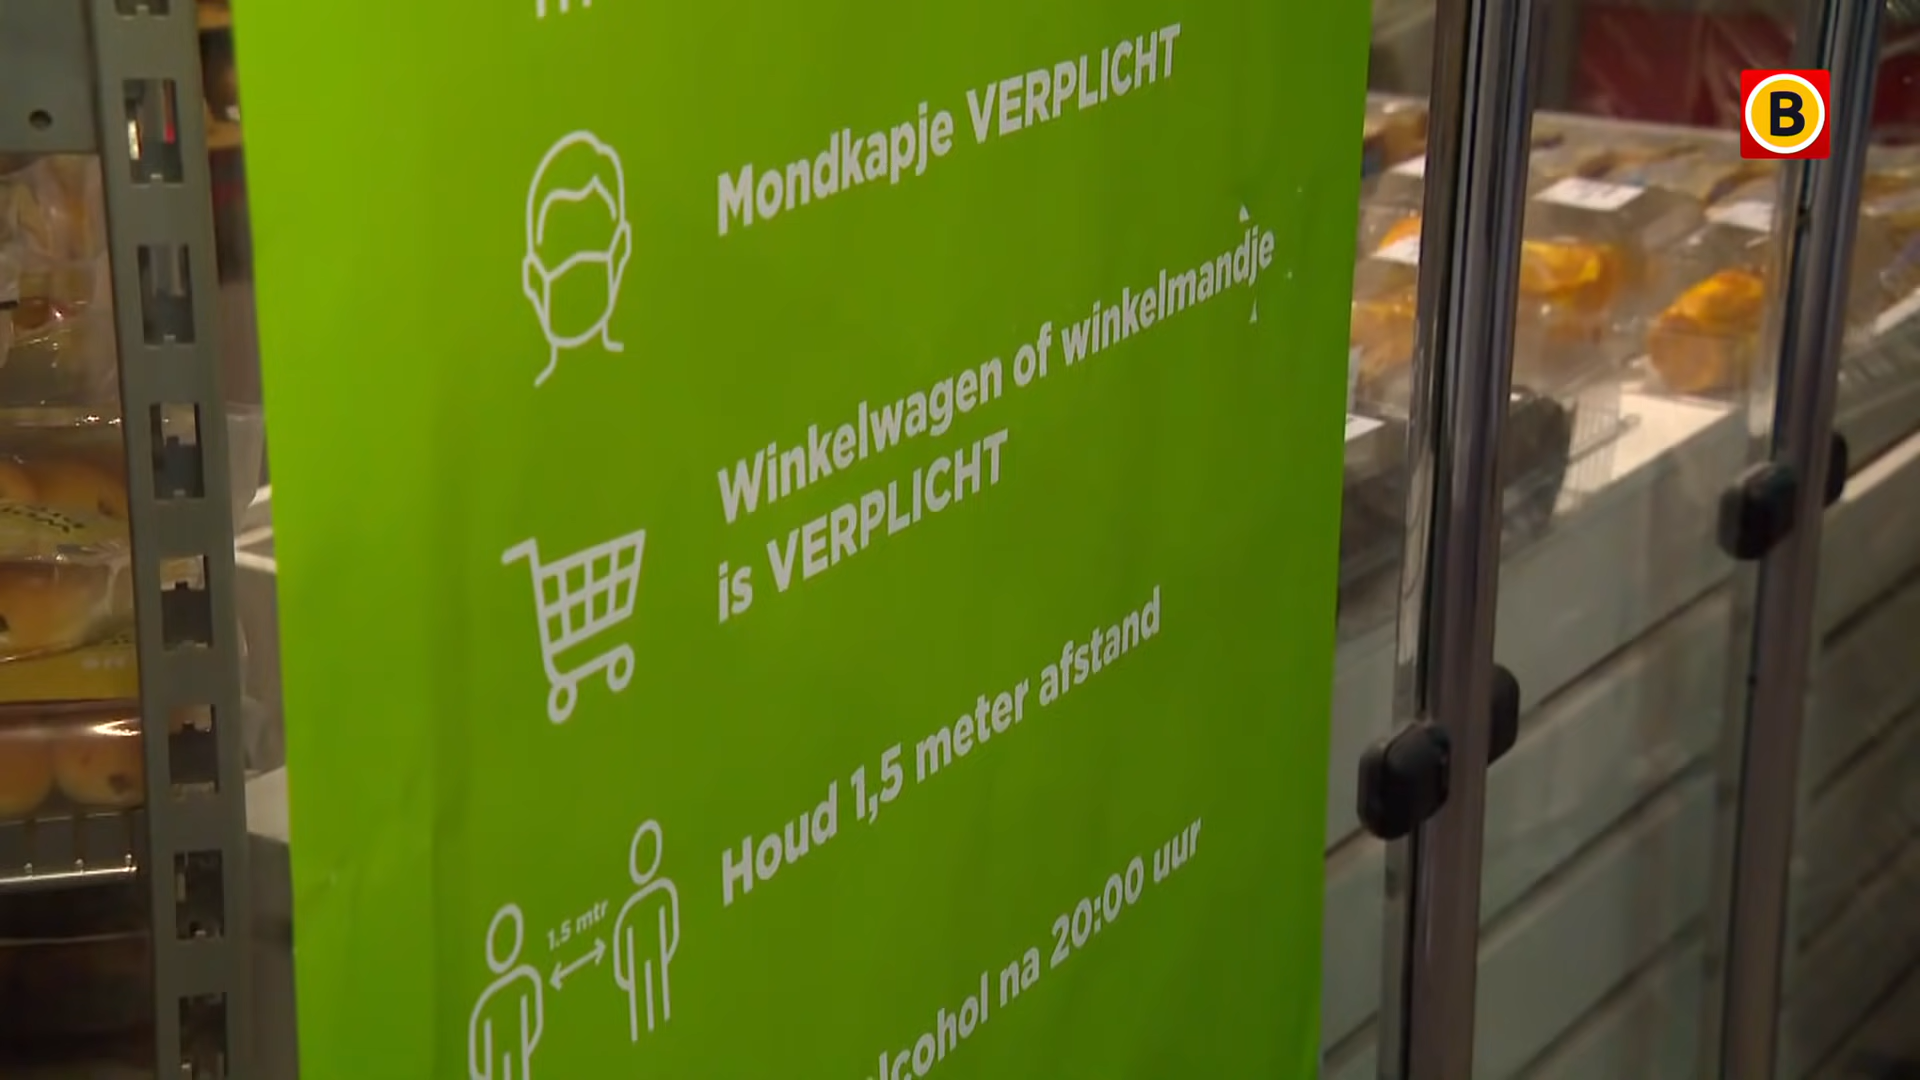 B
Mondkapje VERPLICHT
Winkelwagen of winkelmandje
is VERPLICHT
Houd 1,5 meter afstand
1.5 mtr
na 20:00 uur